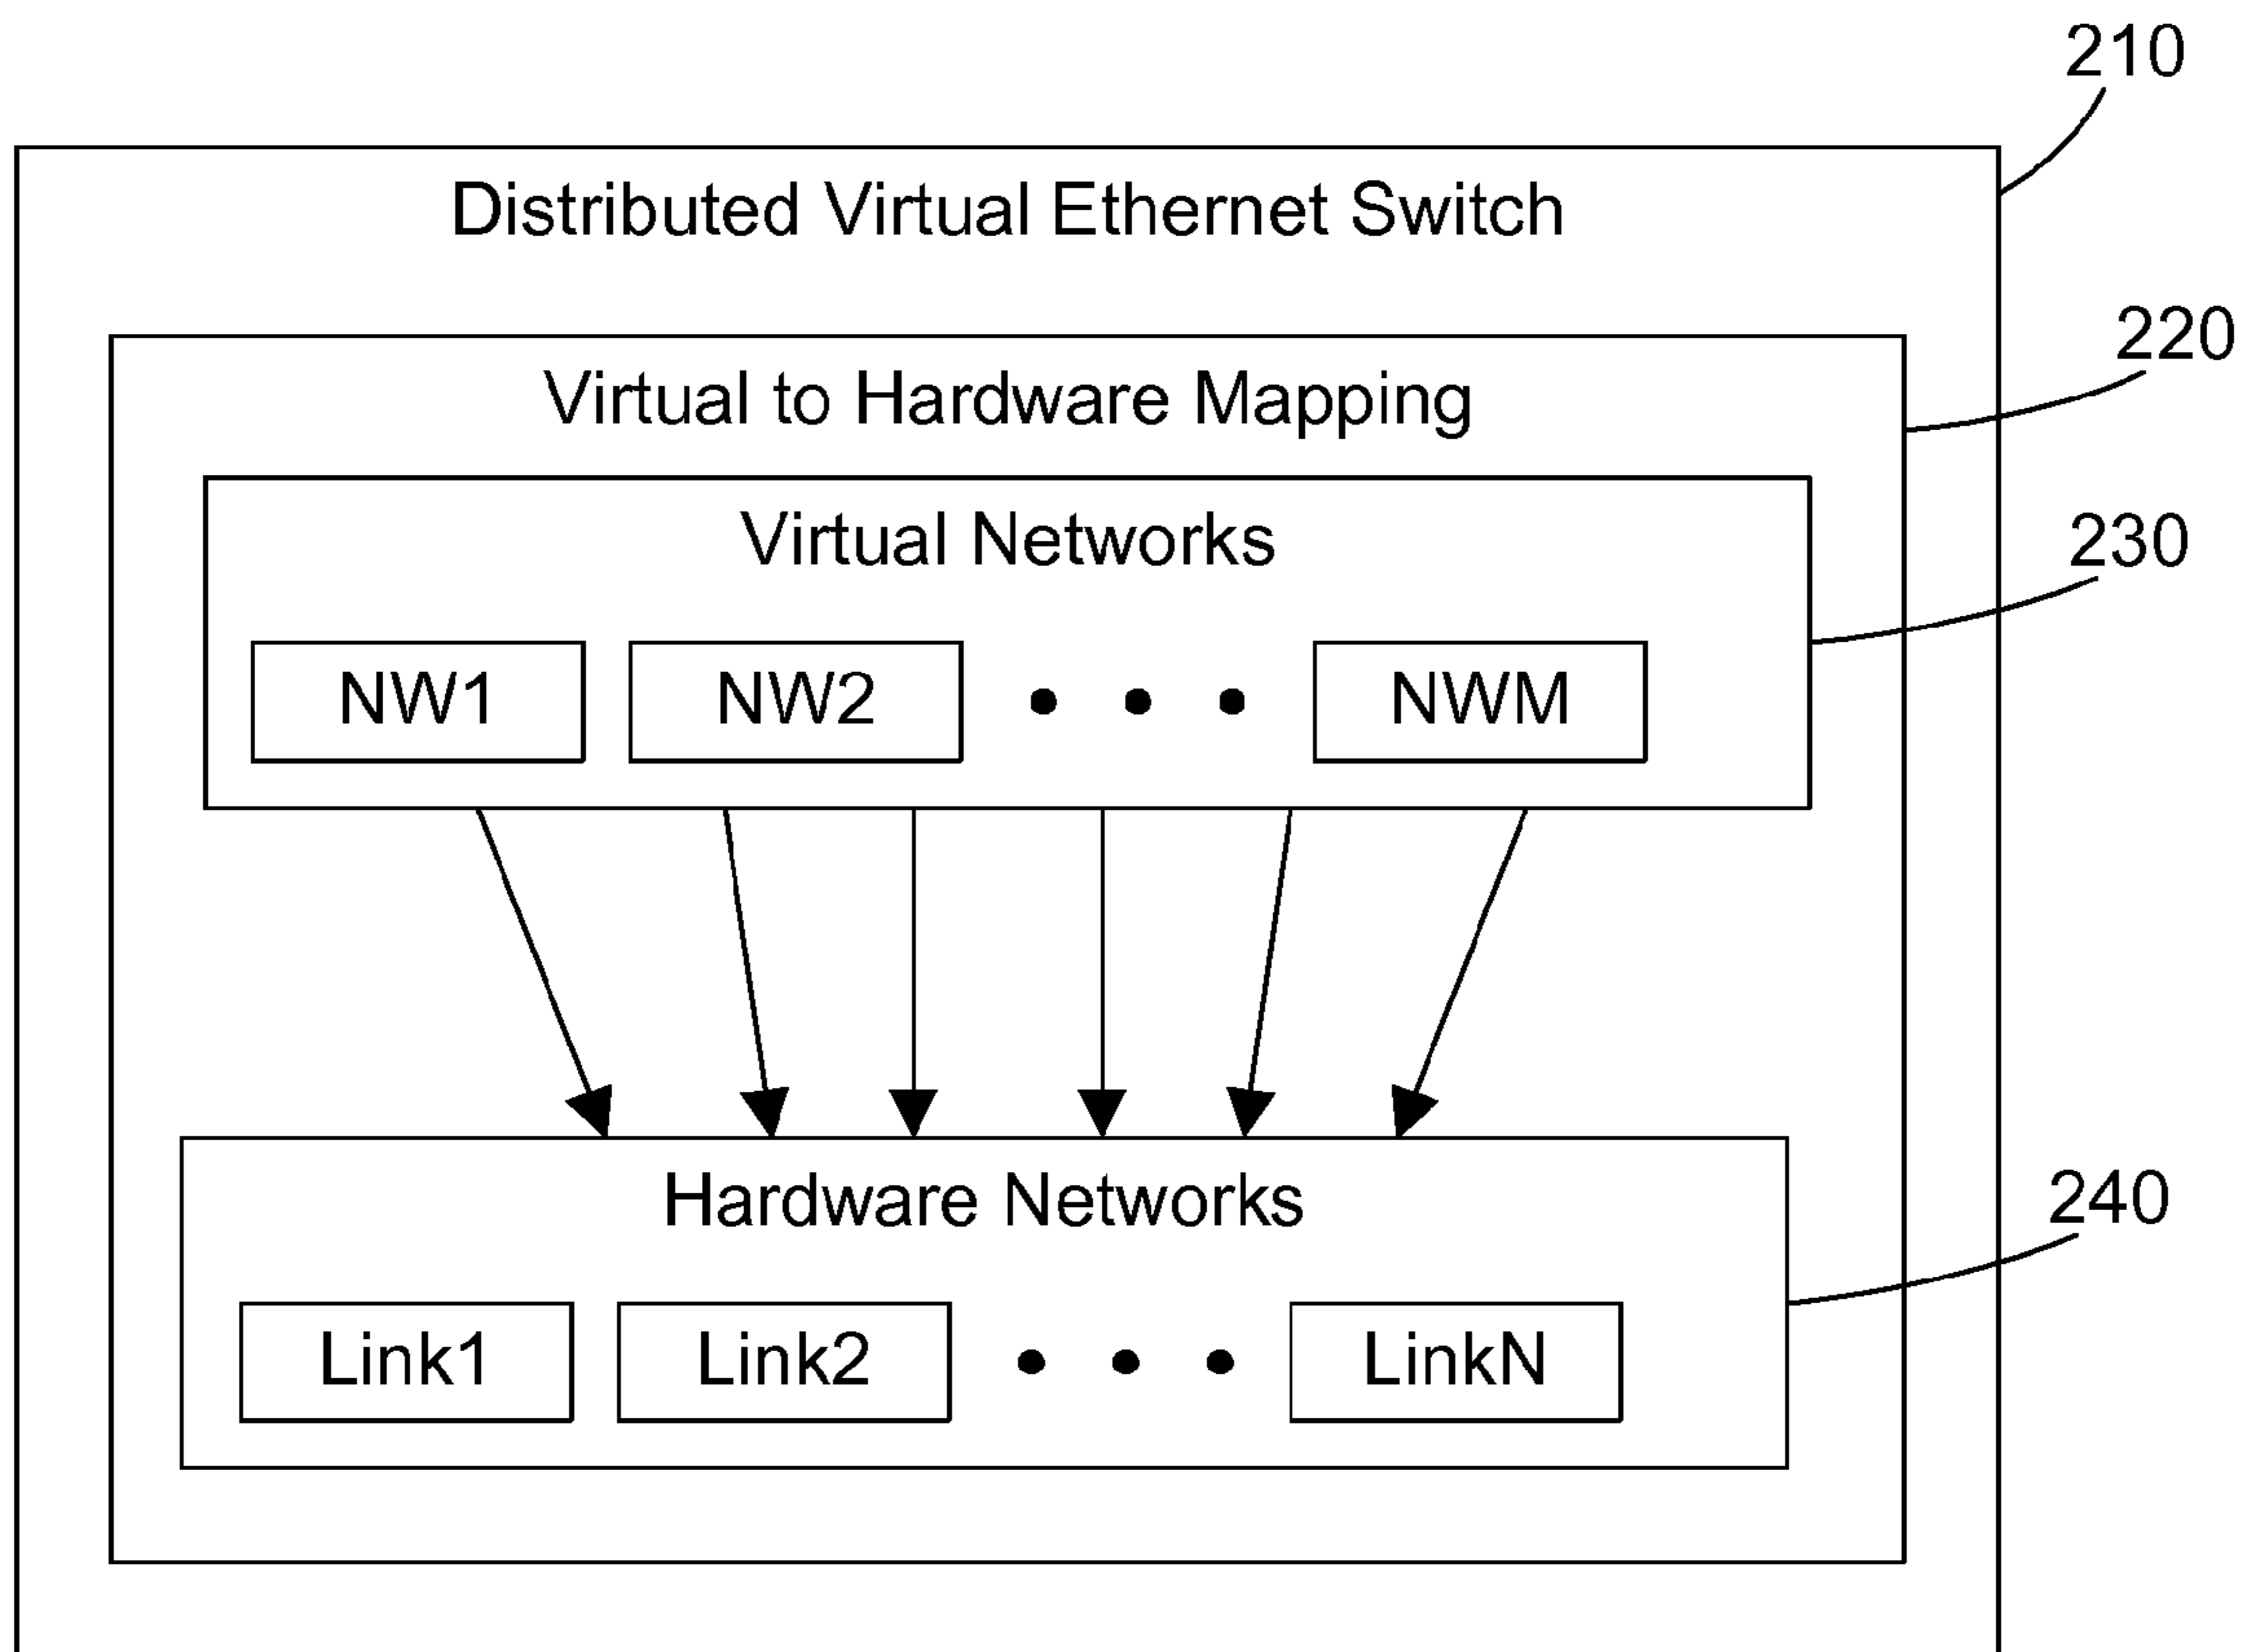 210
Distributed Virtual Ethernet Switch
220
Virtual to Hardware Mapping
230
Virtual Networks
NW1 NW2 • • • NWM
Hardware Networks
240
Link1 Link2 • • • LinkN